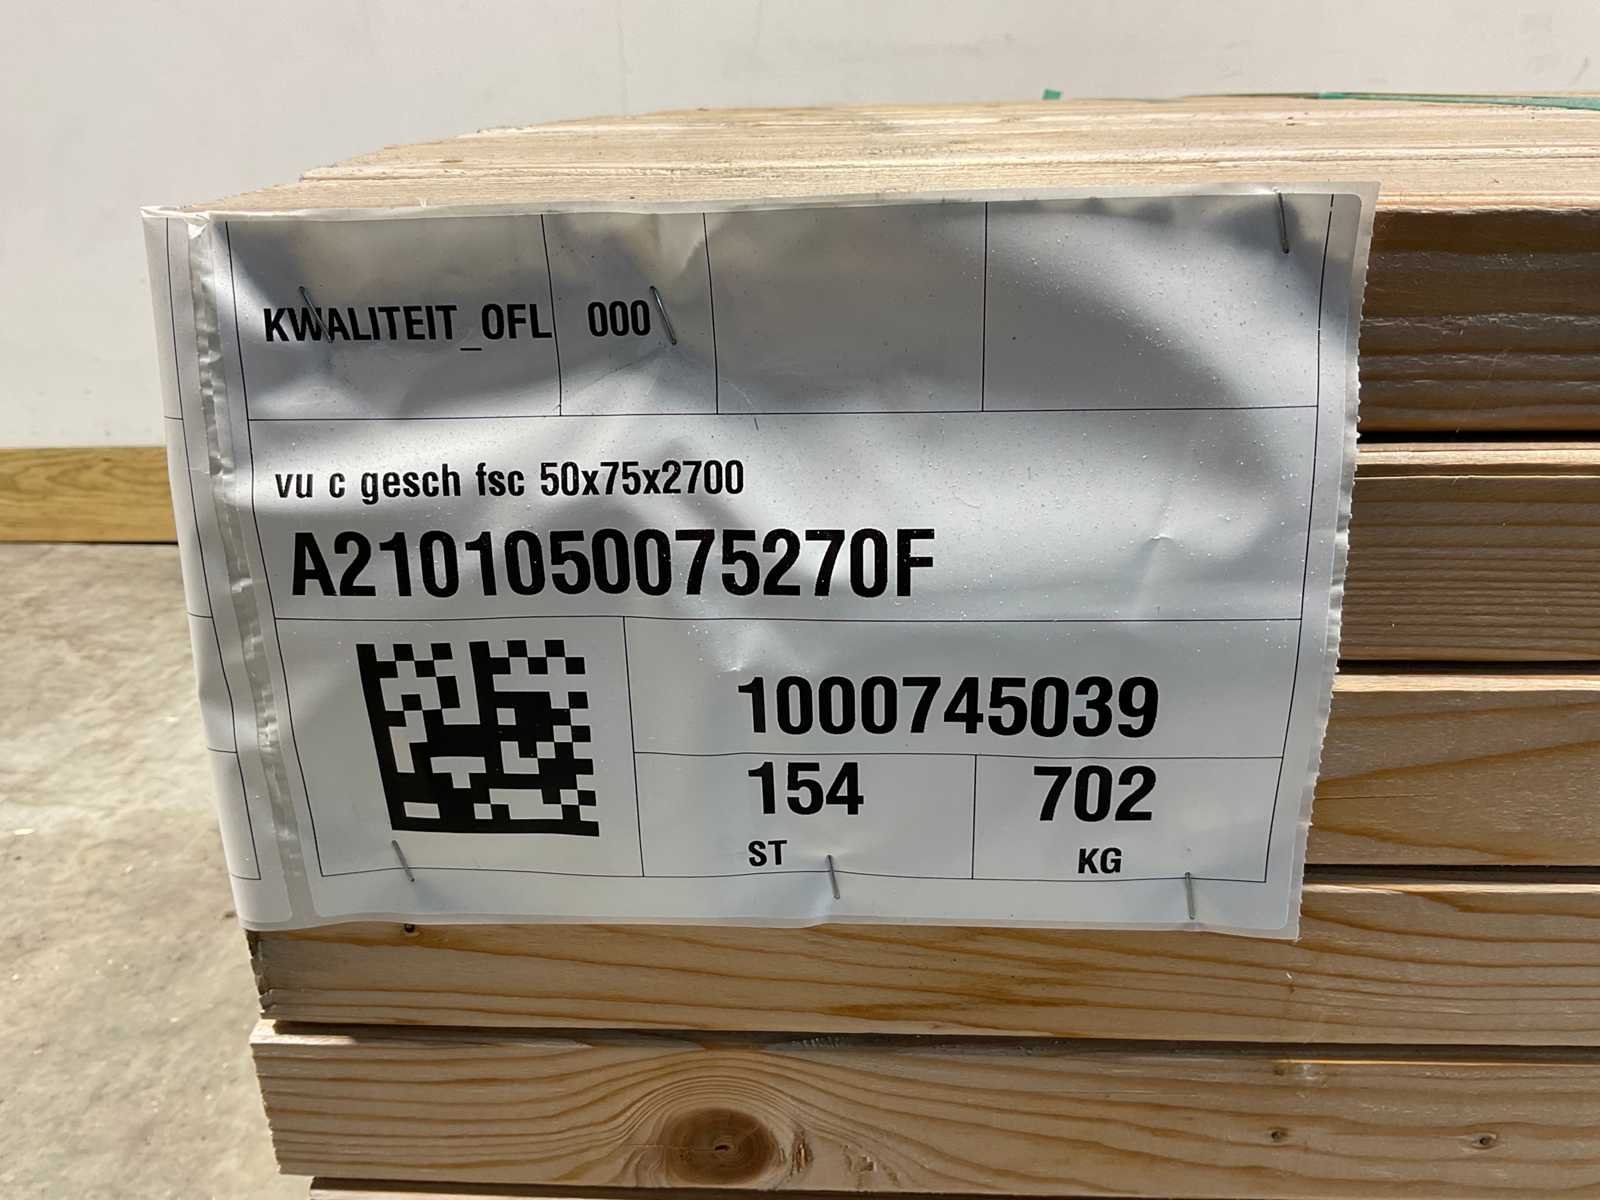 KWALITEIT_OFL 000
vu c gesch fsc 50x75x2700
A2101050075270F
1000745039
154 702
ST KG